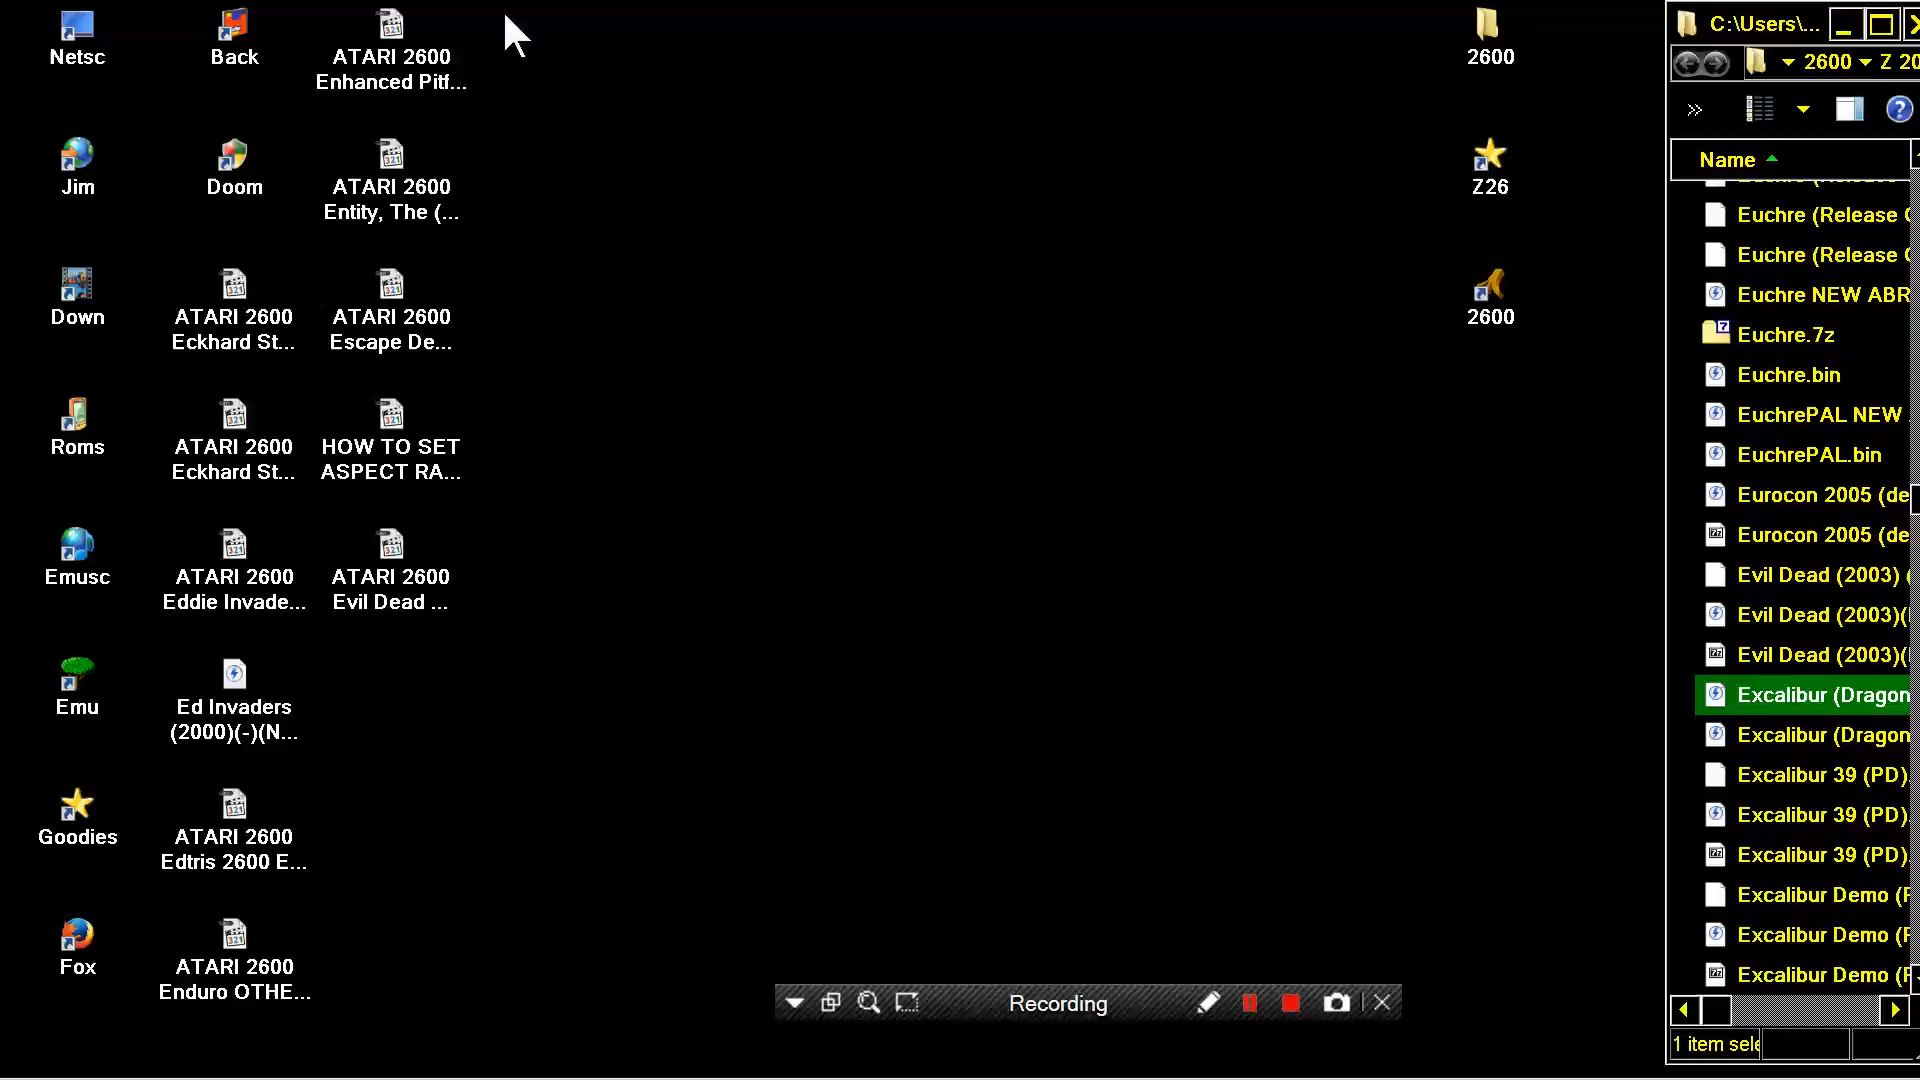 Netsc
Back
ATARI 2600
Enhanced Pitf...
Jim
Doom
ATARI 2600
Entity, The (...
Down
ATARI 2600
Eckhard St...
ATARI 2600
Escape De...
Roms
ATARI 2600
Eckhard St...
HOW TO SET
ASPECT RA...
Emusc
ATARI 2600
Eddie Invade...
ATARI 2600
Evil Dead ...
Emu
Ed Invaders
(2000)(-)(N...
Goodies
ATARI 2600
Edtris 2600 E...
Fox
ATARI 2600
Enduro OTHE...
2600
Z26
2600
Recording
C:\Users\...
2600 Z 20
Name
Euchre (Release
Euchre (Release
Euchre NEW ABR
Euchre.7z
Euchre.bin
EuchrePAL NEW
EuchrePAL.bin
Eurocon 2005 (de
Eurocon 2005 (de
Evil Dead (2003) (
Evil Dead (2003)(
Evil Dead (2003)(
Excalibur (Dragon
Excalibur (Dragon
Excalibur 39 (PD)
Excalibur 39 (PD).
Excalibur 39 (PD).
Excalibur Demo (
Excalibur Demo (
Excalibur Demo (
1 item sele